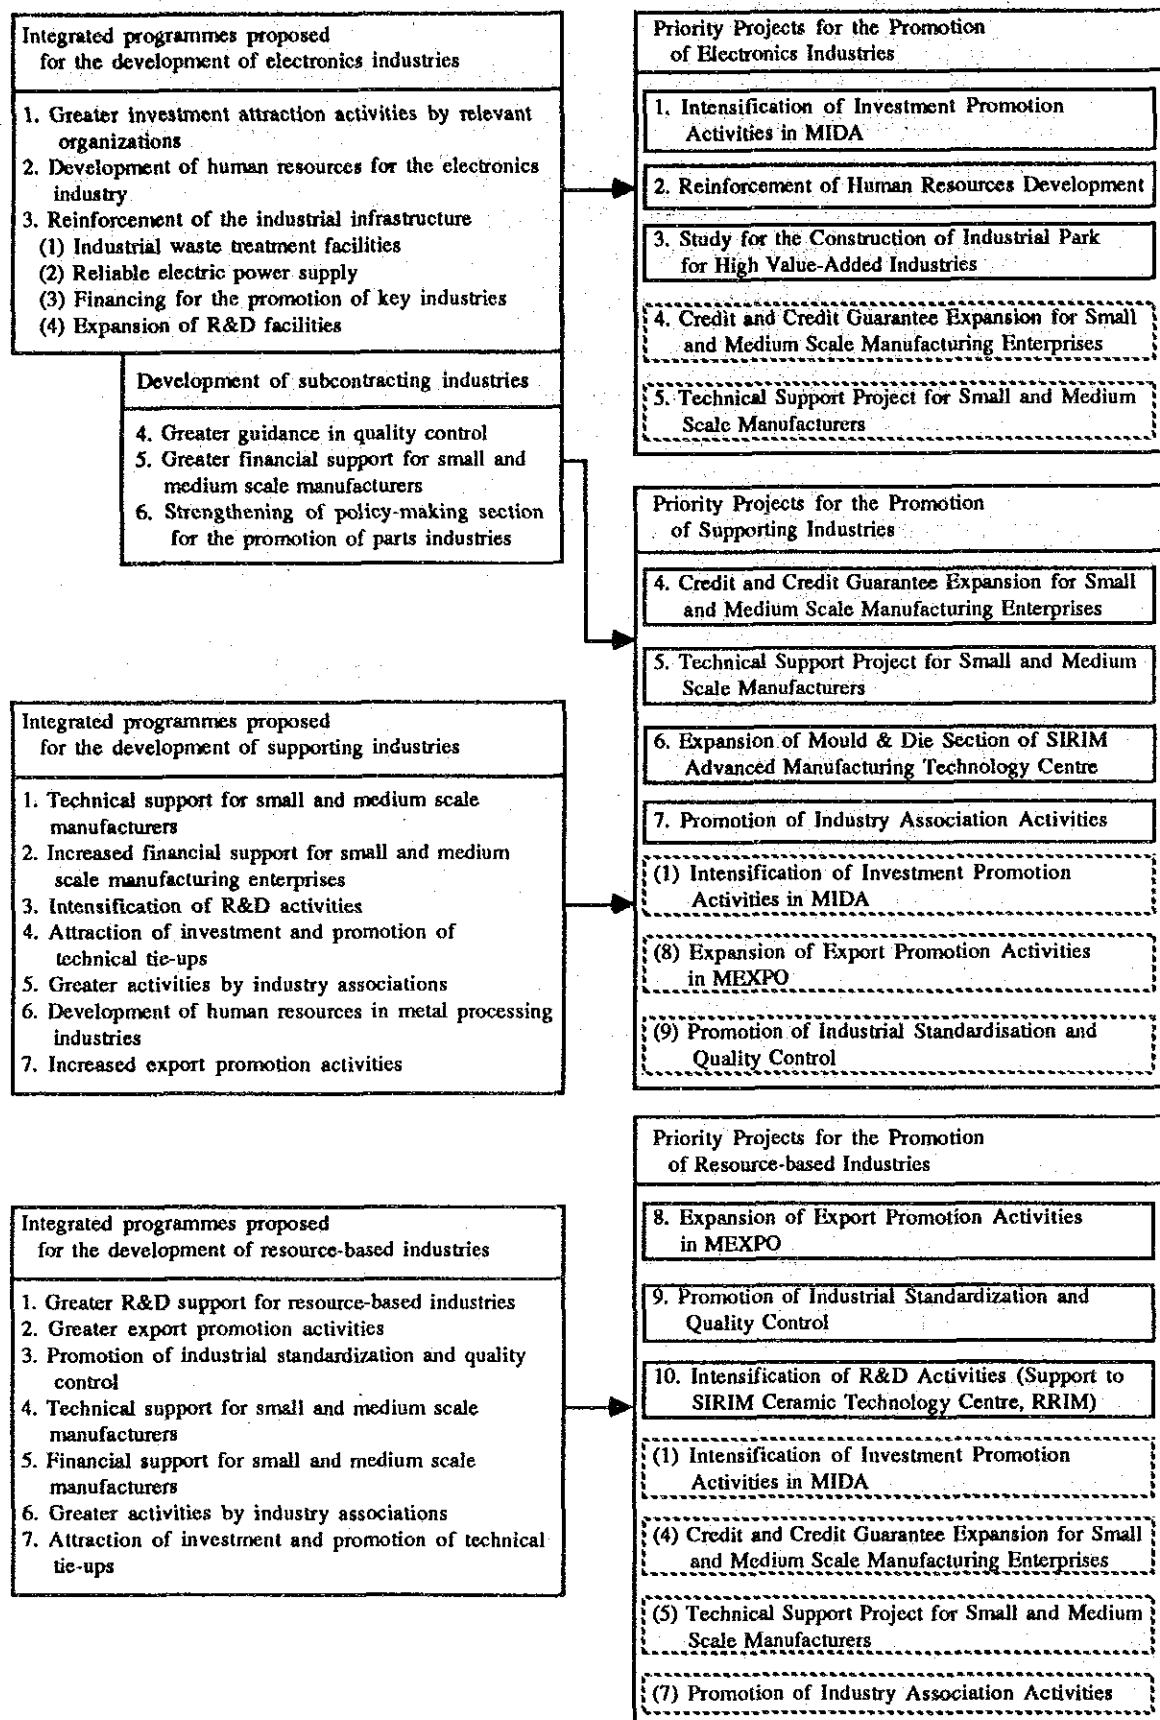 Integrated programmes proposed
for the development of electronics industries
1. Greater investment attraction activities by relevant
organizations
2. Development of human resources for the electronics
industry
3. Reinforcement of the industrial infrastructure
(1) Industrial waste treatment facilities
(2) Reliable electric power supply
(3) Financing for the promotion of key industries
(4) Expansion of R&D facilities
Development of subcontracting industries
4. Greater guidance in quality control
5. Greater financial support for small and
medium scale manufacturers
6. Strengthening of policy-making section
for the promotion of parts industries
Priority Projects for the Promotion
of Electronics Industries
1. Intensification of Investment Promotion
Activities in MIDA
2. Reinforcement of Human Resources Development
3. Study for the Construction of Industrial Park
for High Value-Added Industries
4. Credit and Credit Guarantee Expansion for Small
and Medium Scale Manufacturing Enterprises
5. Technical Support Project for Small and Medium
Scale Manufacturers
Priority Projects for the Promotion
of Supporting Industries
4. Credit and Credit Guarantee Expansion for Small
and Medium Scale Manufacturing Enterprises
5. Technical Support Project for Small and Medium
Scale Manufacturers
6. Expansion of Mould & Die Section of SIRIM
Advanced Manufacturing Technology Centre
7. Promotion of Industry Association Activities
(1) Intensification of Investment Promotion
Activities in MIDA
(8) Expansion of Export Promotion Activities
in MEXPO
(9) Promotion of Industrial Standardisation and
Quality Control
Integrated programmes proposed
for the development of supporting industries
1. Technical support for small and medium scale
manufacturers
2. Increased financial support for small and medium
scale manufacturing enterprises
3. Intensification of R&D activities
4. Attraction of investment and promotion of
technical tie-ups
5. Greater activities by industry associations
6. Development of human resources in metal processing
industries
7. Increased export promotion activities
Integrated programmes proposed
for the development of resource-based industries
1. Greater R&D support for resource-based industries
2. Greater export promotion activities
3. Promotion of industrial standardization and quality
control
4. Technical support for small and medium scale
manufacturers
5. Financial support for small and medium scale
manufacturers
6. Greater activities by industry associations
7. Attraction of investment and promotion of technical
tie-ups
Priority Projects for the Promotion
of Resource-based Industries
8. Expansion of Export Promotion Activities
in MEXPO
9. Promotion of Industrial Standardization and
Quality Control
10. Intensification of R&D Activities (Support to
SIRIM Ceramic Technology Centre, RRIM)
(1) Intensification of Investment Promotion
Activities in MIDA
(4) Credit and Credit Guarantee Expansion for Small
and Medium Scale Manufacturing Enterprises
(5) Technical Support Project for Small and Medium
Scale Manufacturers
(7) Promotion of Industry Association Activities